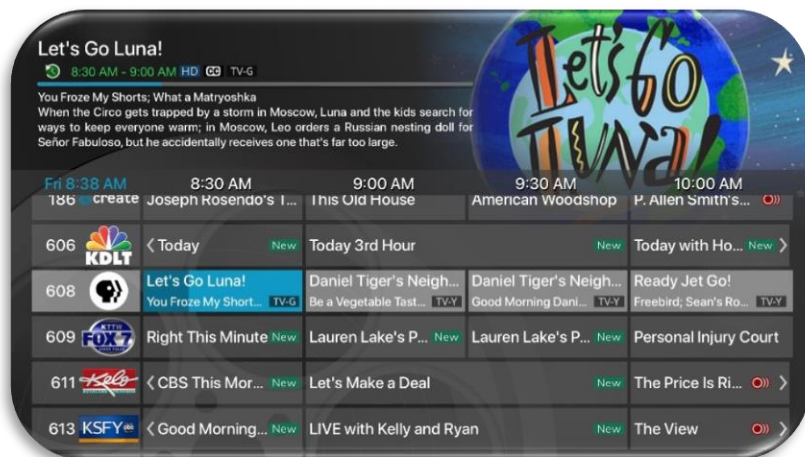 Let's Go Luna!
8:30 AM - 9:00 AM HD CC TV-G
You Froze My Shorts; What a Matryoshka
When the Circo gets trapped by a storm in Moscow, Luna and the kids search for
ways to keep everyone warm; in Moscow, Leo orders a Russian nesting doll for
Señor Fabuloso, but he accidentally receives one that's far too large.
Let's GO LUNA!
Fri 8:38 AM 8:30 AM 9:00 AM 9:30 AM 10:00 AM
186 create Joseph Rosendo's T... This Old House American Woodshop P. Allen Smith's...
606 KDLT Today New Today 3rd Hour New Today with Ho... New
608 Let's Go Luna! Daniel Tiger's Neigh... Daniel Tiger's Neigh... Ready Jet Go!
You Froze My Short... TV-G Be a Vegetable Tast... TV-Y Good Morning Dani... TV-Y Freebird; Sean's Ro... TV-Y
609 KTTW FOX 7 Right This Minute New Lauren Lake's P... New Lauren Lake's P... New Personal Injury Court
611 Kelo CBS This Mor... New Let's Make a Deal The Price Is Ri...
613 KSFY Good Morning... New LIVE with Kelly and Ryan New The View